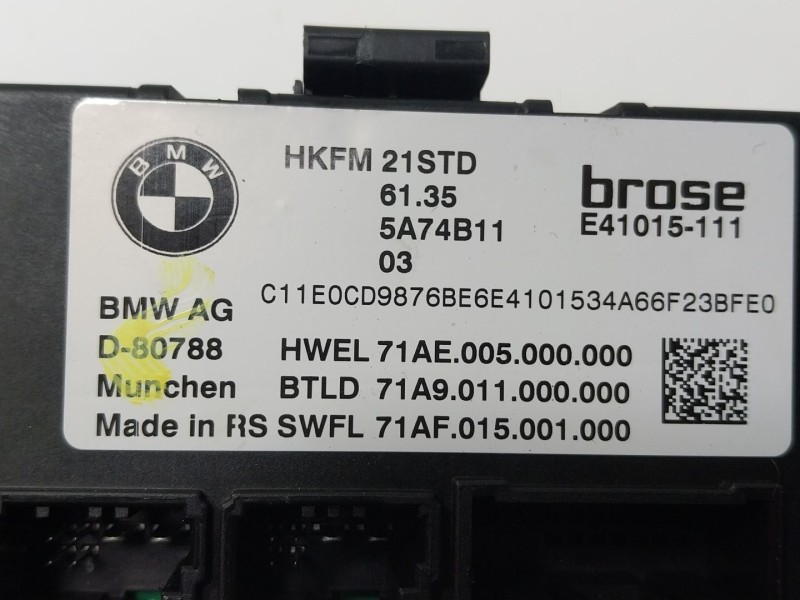 BMW
HKFM 21STD
61.35
5A74B11
03
brose
E41015-111
C11E0CD9876BE6E4101534A66F23BFE0
BMW AG
D-80788
Munchen
Made in RS
HWEL 71AE.005.000.000
BTLD 71A9.011.000.000
SWFL 71AF.015.001.000